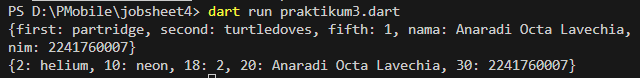 PS D:\PMobile\jobsheet4> dart run praktikum3.dart
{first: partridge, second: turtledoves, fifth: 1, nama: Anaradi Octa Lavechia,
nim: 2241760007}
{2: helium, 10: neon, 18: 2, 20: Anaradi Octa Lavechia, 30: 2241760007}